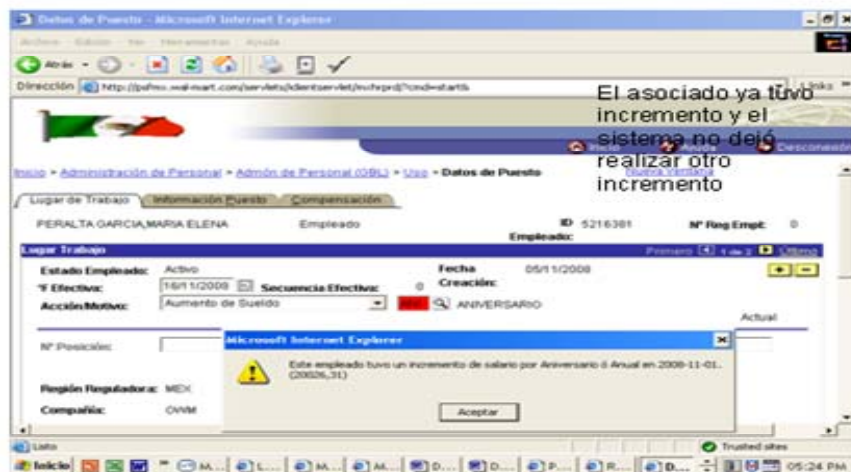 Datos de Puesto - Microsoft Internet Explorer
Archivo Edición Ver Herramientas Ayuda
Atrás
Dirección
Links
El asociado ya tuvo
incremento y el
sistema no dejó
realizar otro
incremento
Inicio Ayuda Desconexión
Inicio > Administración de Personal > Admón de Personal (GBL) > Uso > Datos de Puesto
Nueva Ventana
Lugar de Trabajo Información Puesto Compensación
PERALTA GARCIA,MARIA ELENA Empleado ID Empleado: 5216381 Nº Reg Empl: 0
Lugar Trabajo Primero 1 de 2 Último
Estado Empleado: Activo Fecha Creación: 05/11/2008
*F Efectiva: 16/11/2008 Secuencia Efectiva: 0
Acción/Motivo: Aumento de Sueldo ANIVERSARIO
Actual
Nº Posición:
Microsoft Internet Explorer
Este empleado tuvo un incremento de salario por Aniversario ó Anual en 2008-11-01.
(20026,31)
Aceptar
Región Reguladora: MEX
Compañía:
Listo Trusted sites
Inicio 05:24 PM